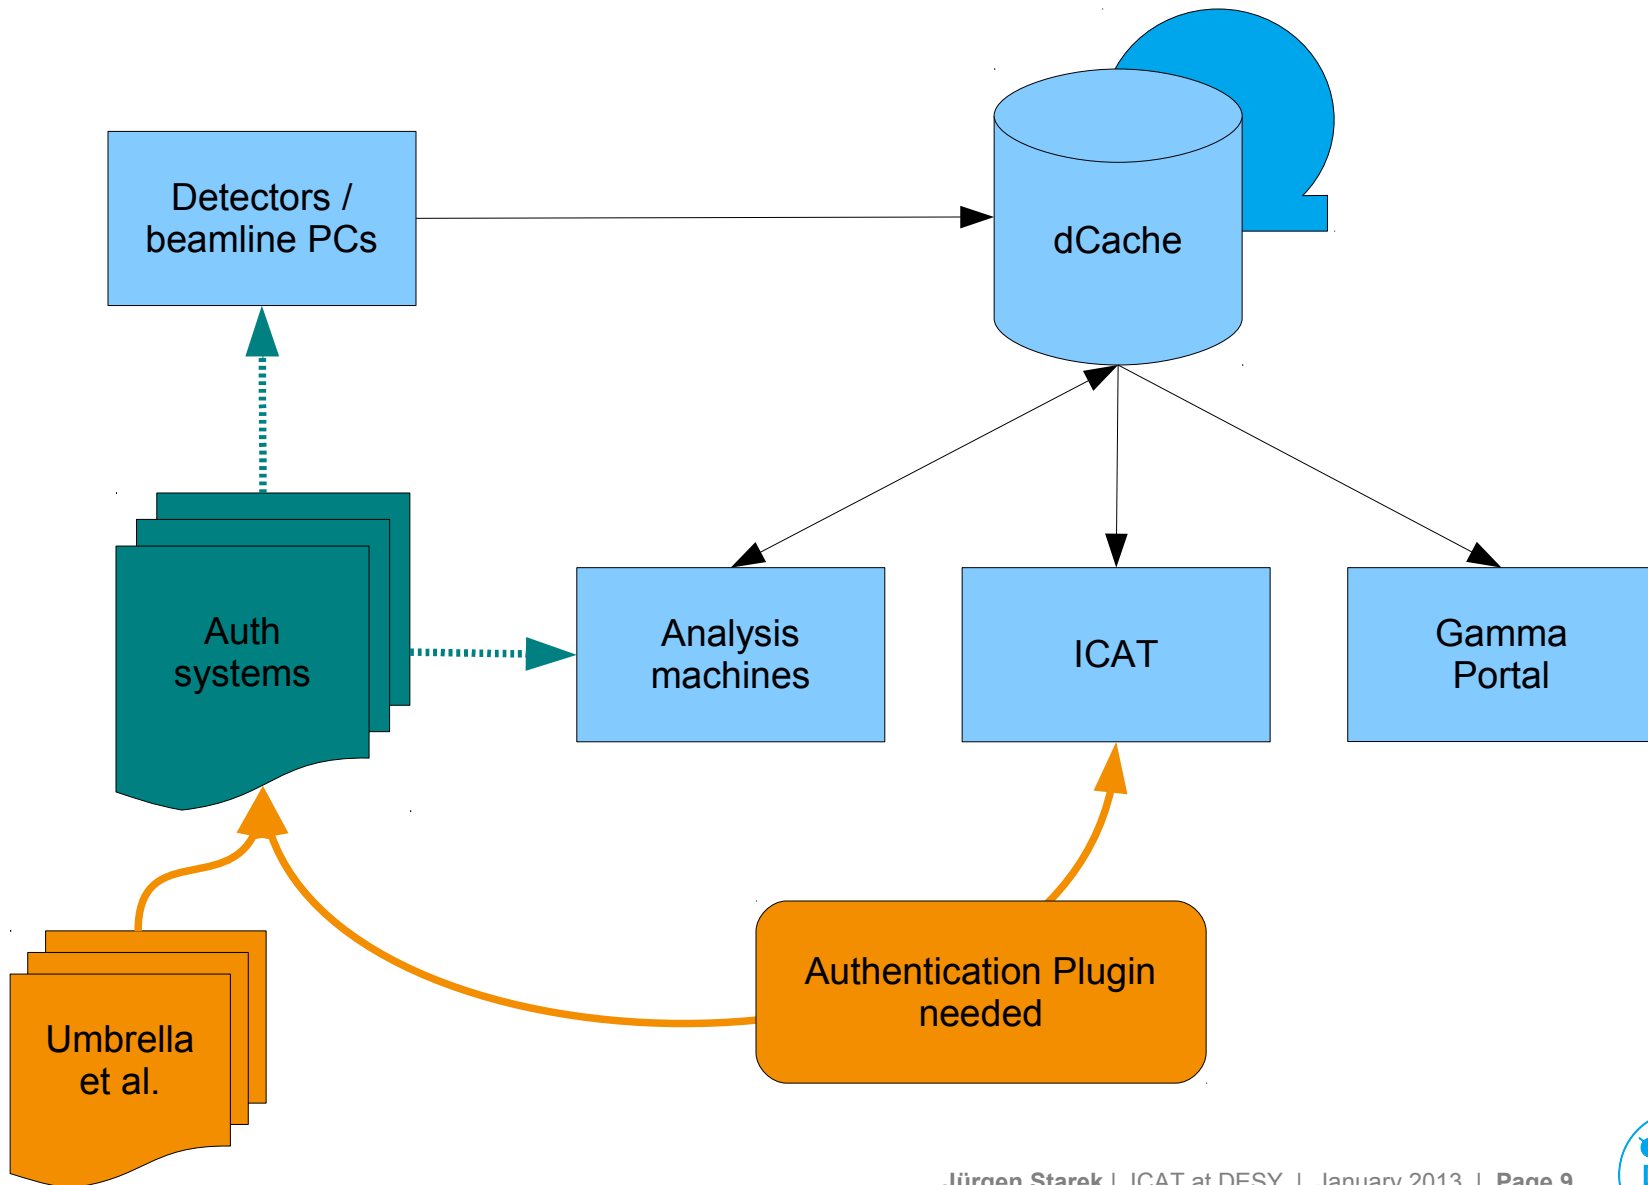 Detectors /
beamline PCs
dCache
Auth
systems
Analysis
machines
ICAT
Gamma
Portal
Authentication Plugin
needed
Umbrella
et al.
Jürgen Starek | ICAT at DESY | January 2013 | Page 9